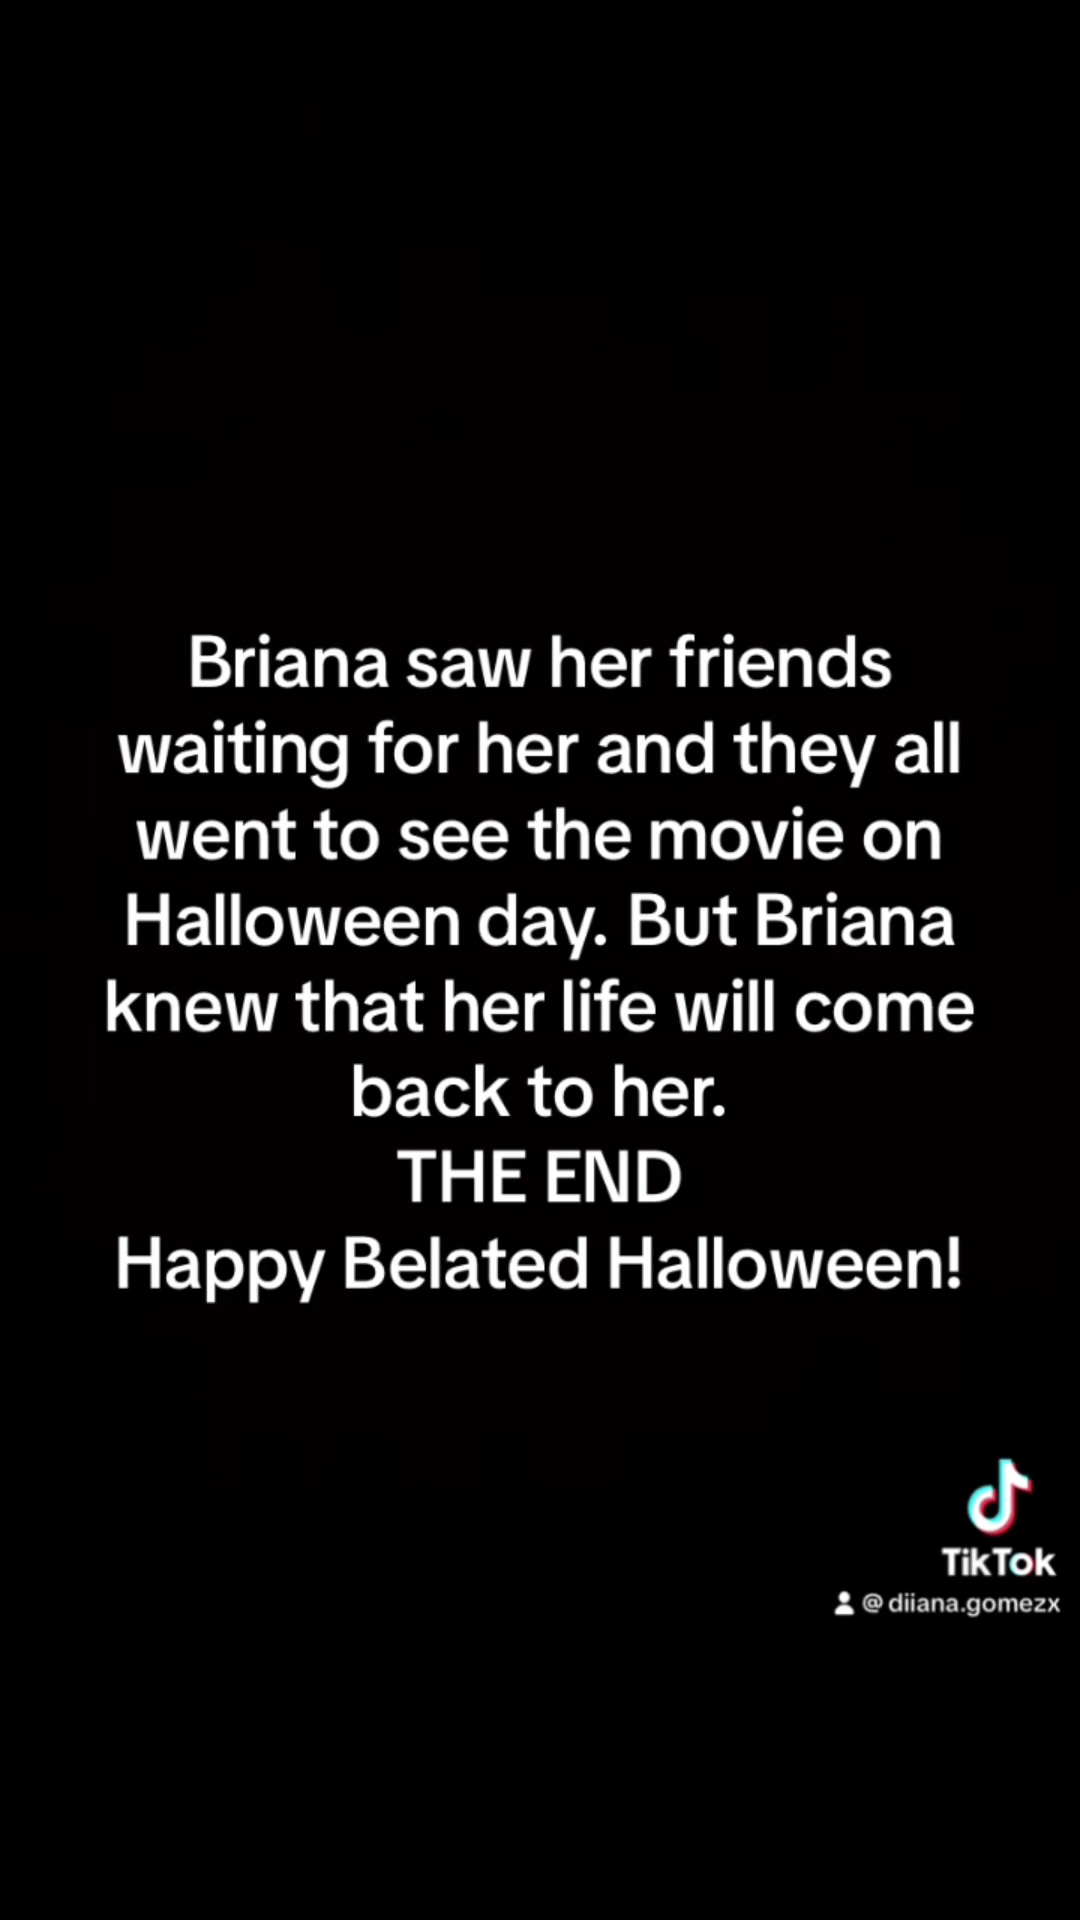 Briana saw her friends
waiting for her and they all
went to see the movie on
Halloween day. But Briana
knew that her life will come
back to her.
THE END
Happy Belated Halloween!
TikTok
@diiana.gomezx